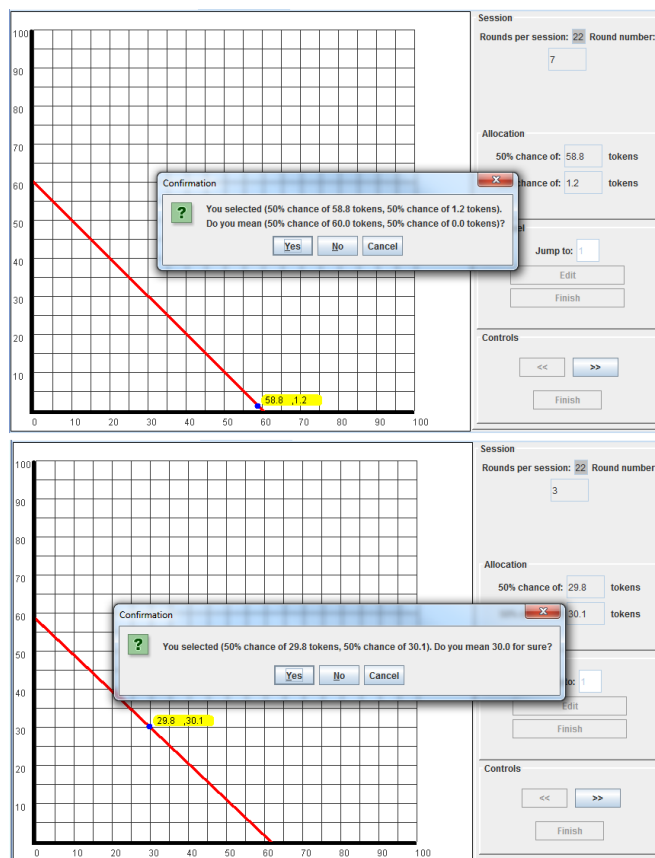 Session
Rounds per session: 22 Round number:
7
100
90
80
70
60
50
40
30
20
10
0 10 20 30 40 50 60 70 80 90 100
58.8 ,1.2
Allocation
50% chance of: 58.8 tokens
chance of: 1.2 tokens
Confirmation
You selected (50% chance of 58.8 tokens, 50% chance of 1.2 tokens).
Do you mean (50% chance of 60.0 tokens, 50% chance of 0.0 tokens)?
Yes No Cancel
Jump to: 1
Edit
Finish
Controls
<< >>
Finish
Session
Rounds per session: 22 Round number
3
100
90
80
70
60
50
40
30
20
10
0 10 20 30 40 50 60 70 80 90 100
29.8 ,30.1
Allocation
50% chance of: 29.8 tokens
30.1 tokens
Confirmation
You selected (50% chance of 29.8 tokens, 50% chance of 30.1). Do you mean 30.0 for sure?
Yes No Cancel
to: 1
Edit
Finish
Controls
<< >>
Finish